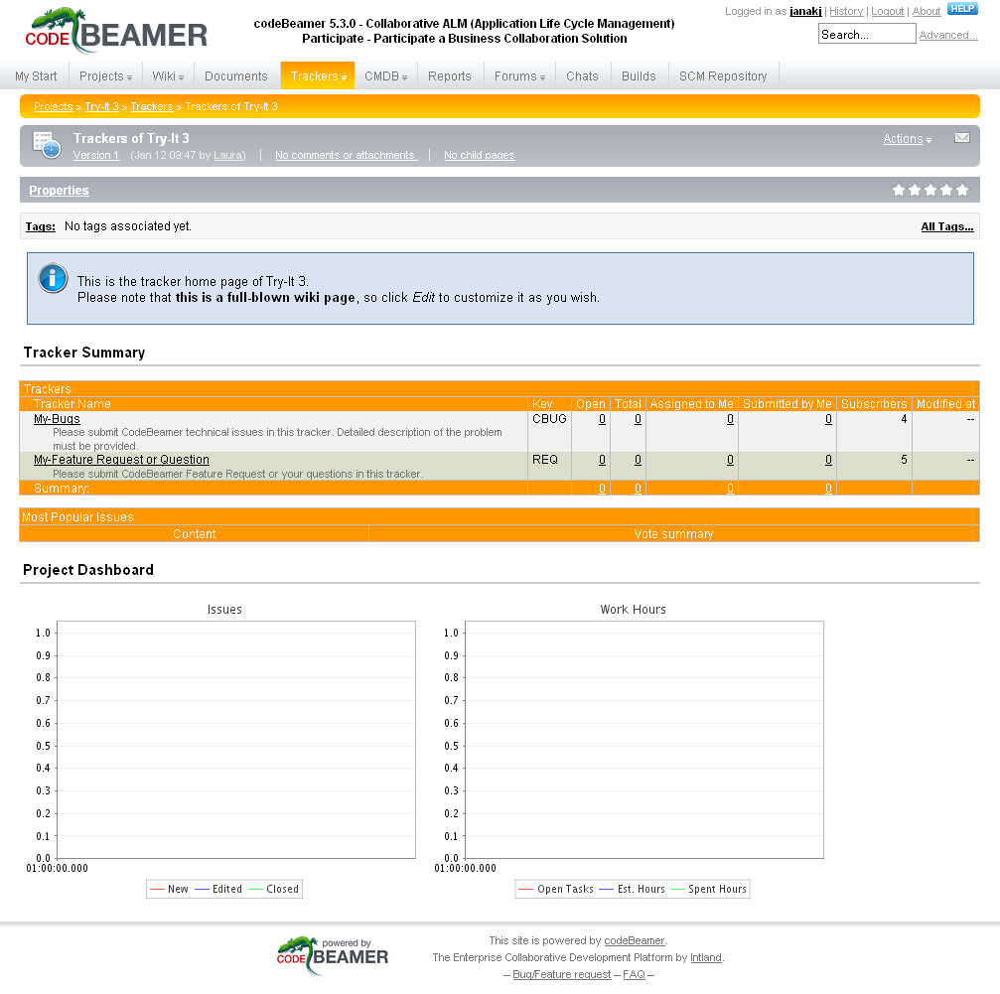 CODEBEAMER
codeBeamer 5.3.0 - Collaborative ALM (Application Life Cycle Management)
Participate - Participate a Business Collaboration Solution
Logged in as janakj | History | Logout | About HELP
Search... Advanced...
My Start Projects Wiki Documents Trackers CMDB Reports Forums Chats Builds SCM Repository
Projects » Try-It 3 » Trackers » Trackers of Try-It 3
Trackers of Try-It 3
Version 1 (Jan 12 09:47 by Laura) | No comments or attachments | No child pages
Actions
Properties
Tags: No tags associated yet. All Tags...
This is the tracker home page of Try-It 3.
Please note that this is a full-blown wiki page, so click Edit to customize it as you wish.
Tracker Summary
Trackers
Tracker Name Key Open Total Assigned to Me Submitted by Me Subscribers Modified at
My-Bugs CBUG 0 0 0 0 4 --
Please submit CodeBeamer technical issues in this tracker. Detailed description of the problem
must be provided.
My-Feature Request or Question REQ 0 0 0 0 5 --
Please submit CodeBeamer Feature Request or your questions in this tracker.
Summary: 0 0 0 0
Most Popular Issues
Content Vote summary
Project Dashboard
Issues
1.0
0.9
0.8
0.7
0.6
0.5
0.4
0.3
0.2
0.1
0.0
01:00:00.000
New Edited Closed
Work Hours
1.0
0.9
0.8
0.7
0.6
0.5
0.4
0.3
0.2
0.1
0.0
01:00:00.000
Open Tasks Est. Hours Spent Hours
powered by
CODEBEAMER
This site is powered by codeBeamer.
The Enterprise Collaborative Development Platform by Intland.
– Bug/Feature request – FAQ –